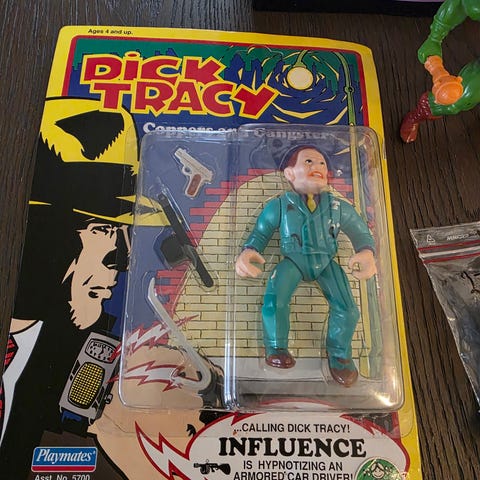 Ages 4 and up.
DICK
TRACY
Coppers and Gangsters
...CALLING DICK TRACY!
INFLUENCE
IS HYPNOTIZING AN
ARMORED CAR DRIVER!
Playmates
Asst. No. 5700